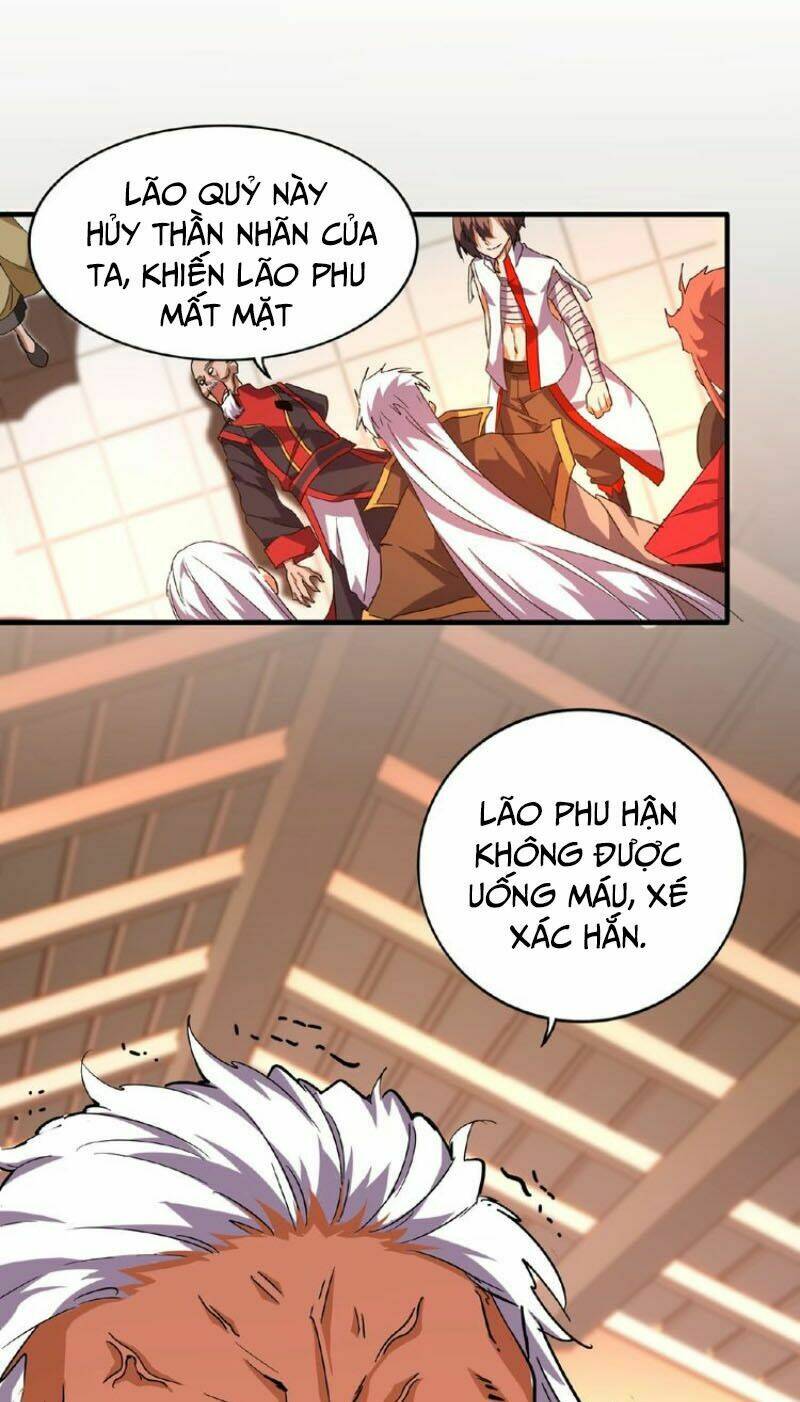 LÃO QUỶ NÀY
HỦY THẦN NHÃN CỦA
TA, KHIẾN LÃO PHU
MẤT MẶT
LÃO PHU HẬN
KHÔNG ĐƯỢC
UỐNG MÁU, XÉ
XÁC HẮN.